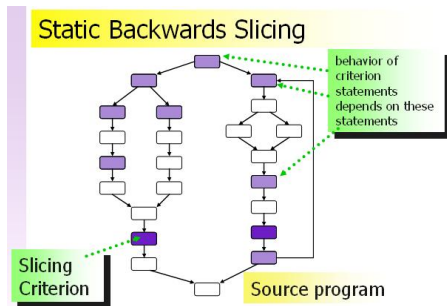 Static Backwards Slicing
behavior of
criterion
statements
depends on these
statements
Slicing
Criterion
Source program